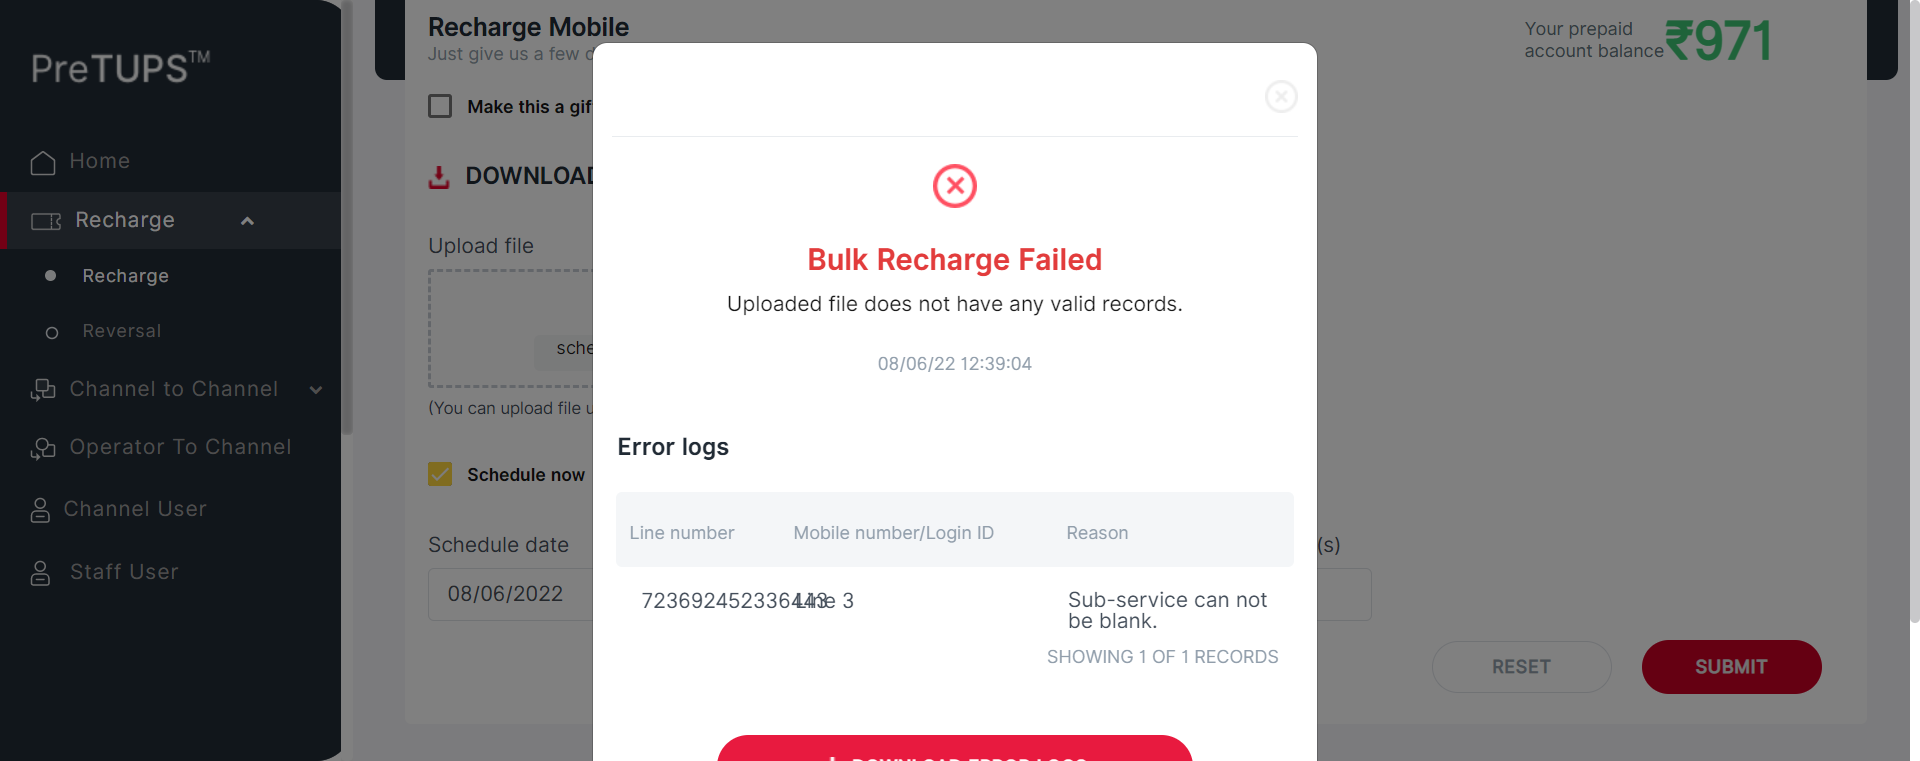 PreTUPS™
Home
Recharge
Recharge
Reversal
Channel to Channel
Operator To Channel
Channel User
Staff User
Recharge Mobile
Just give us a few
Your prepaid
account balance
₹971
Make this a gif
DOWNLOAD
Upload file
sche
(You can upload file u
Schedule now
Schedule date
(s)
08/06/2022
RESET
SUBMIT
Bulk Recharge Failed
Uploaded file does not have any valid records.
08/06/22 12:39:04
Error logs
Line number Mobile number/Login ID Reason
723692452336443 Line 3 Sub-service can not
be blank.
SHOWING 1 OF 1 RECORDS
DOWNLOAD ERROR LOGS